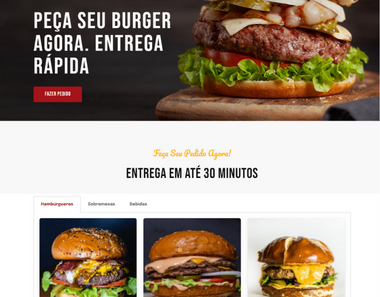 PEÇA SEU BURGER
AGORA. ENTREGA
RÁPIDA
FAZER PEDIDO
Faça Seu Pedido Agora!
ENTREGA EM ATÉ 30 MINUTOS
Hambúrgueres Sobremesas Bebidas